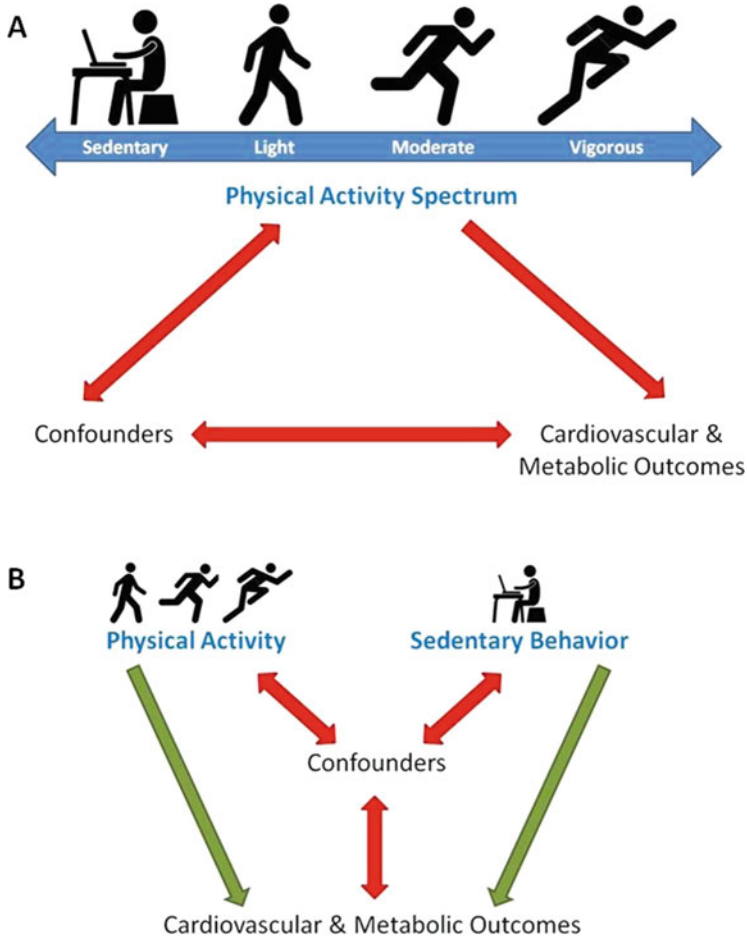 A
Sedentary Light Moderate Vigorous
Physical Activity Spectrum
Confounders
Cardiovascular &
Metabolic Outcomes
B
Physical Activity
Sedentary Behavior
Confounders
Cardiovascular & Metabolic Outcomes